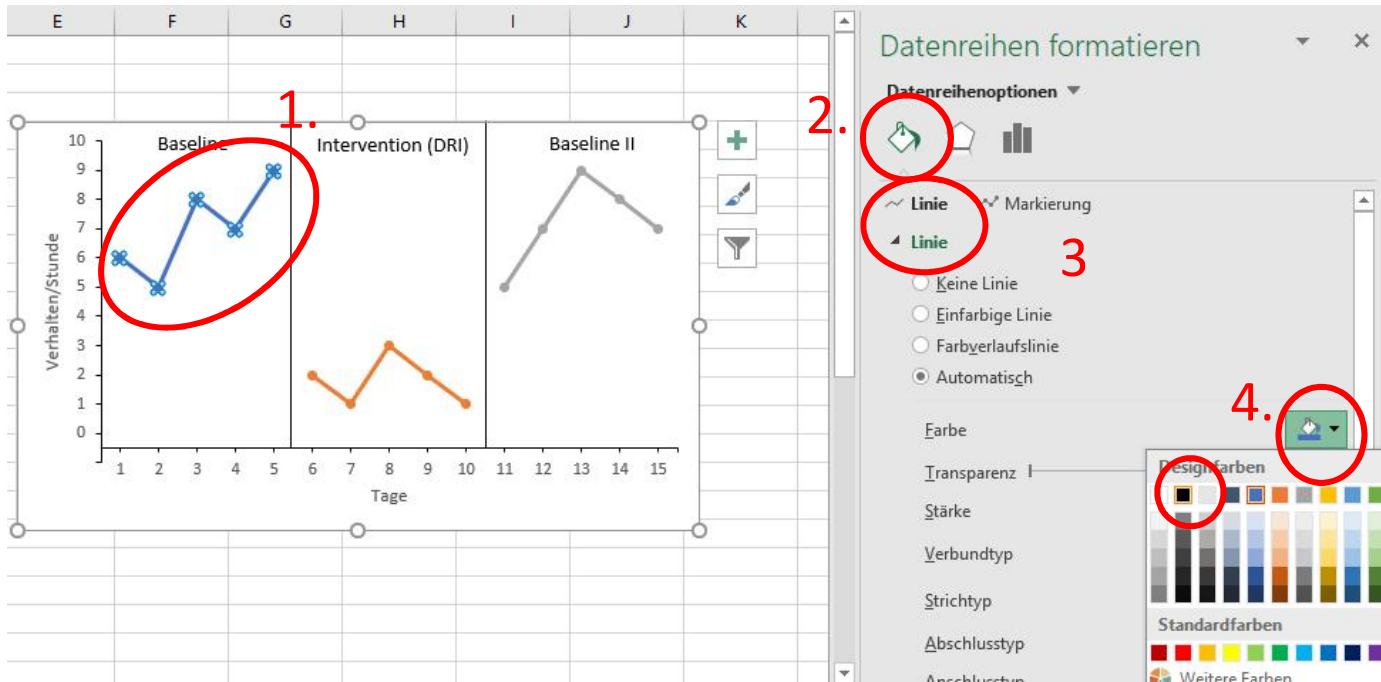 E F G H I J K
Datenreihen formatieren
Datenreihenoptionen
1.
2.
Baseline Intervention (DRI) Baseline II
10
9
8
7
6
5
4
3
2
1
0
Verhalten/Stunde
1 2 3 4 5 6 7 8 9 10 11 12 13 14 15
Tage
Linie Markierung
Linie
3
Keine Linie
Einfarbige Linie
Farbverlaufslinie
Automatisch
4.
Farbe
Transparenz
Stärke
Verbundtyp
Strichtyp
Abschlusstyp
Anschlusstyp
Designfarben
Standardfarben
Weitere Farben